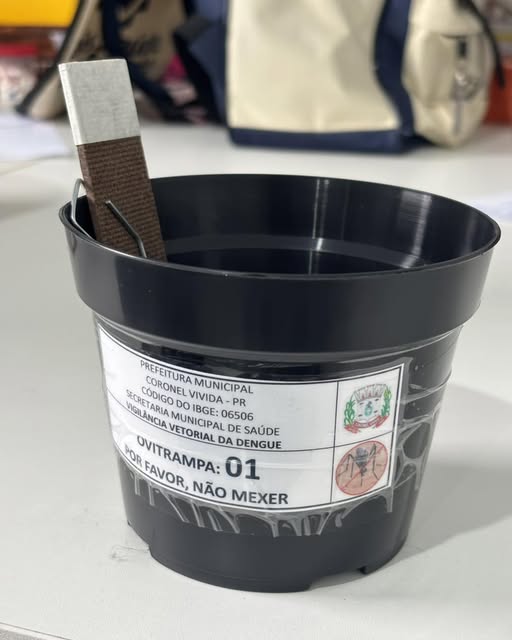 PREFEITURA MUNICIPAL
CORONEL VIVIDA - PR
CÓDIGO DO IBGE: 06506
SECRETARIA MUNICIPAL DE SAÚDE
VIGILÂNCIA VETORIAL DA DENGUE
OVITRAMPA: 01
POR FAVOR, NÃO MEXER